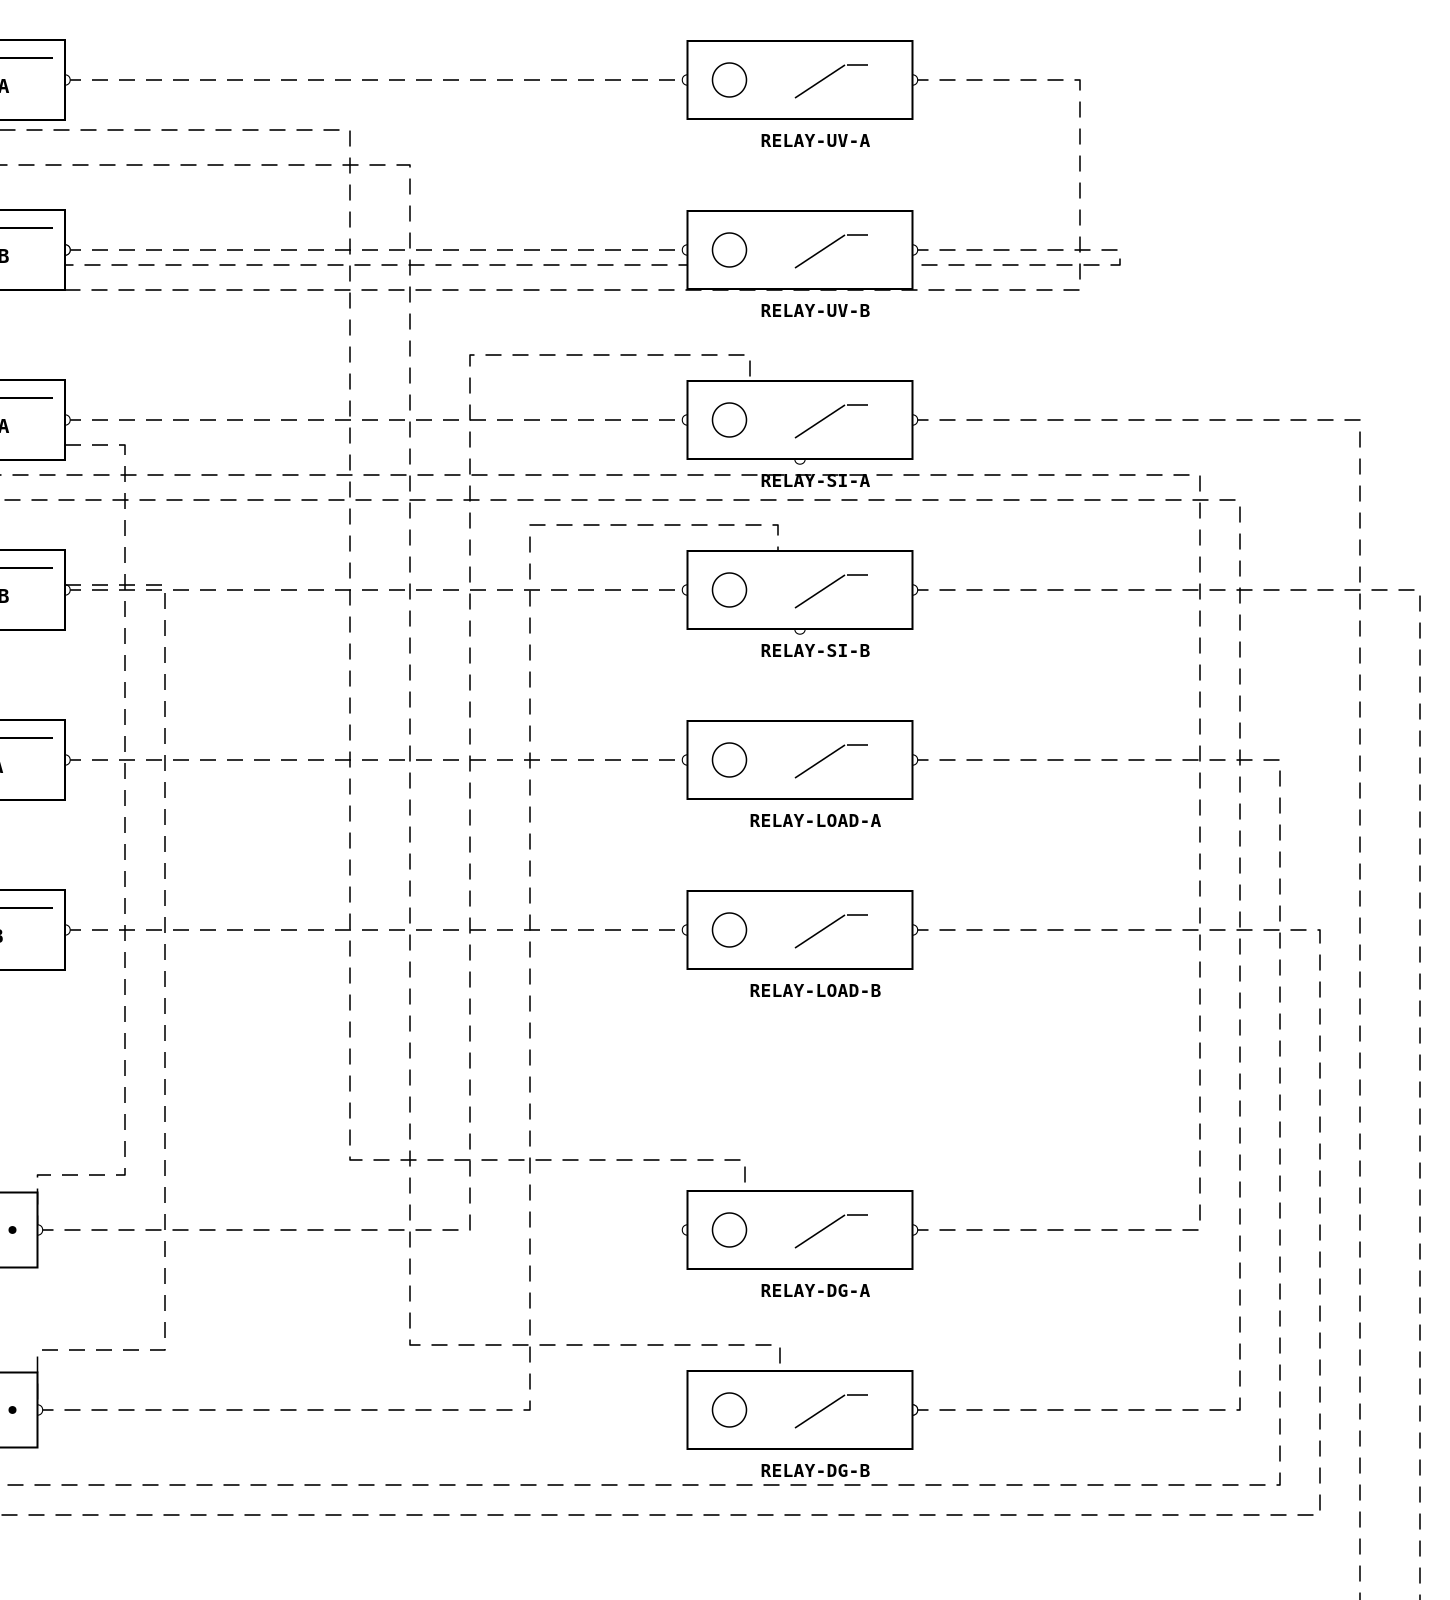 A
RELAY-UV-A
B
RELAY-UV-B
A
RELAY-SI-A
B
RELAY-SI-B
A
RELAY-LOAD-A
B
RELAY-LOAD-B
RELAY-DG-A
RELAY-DG-B